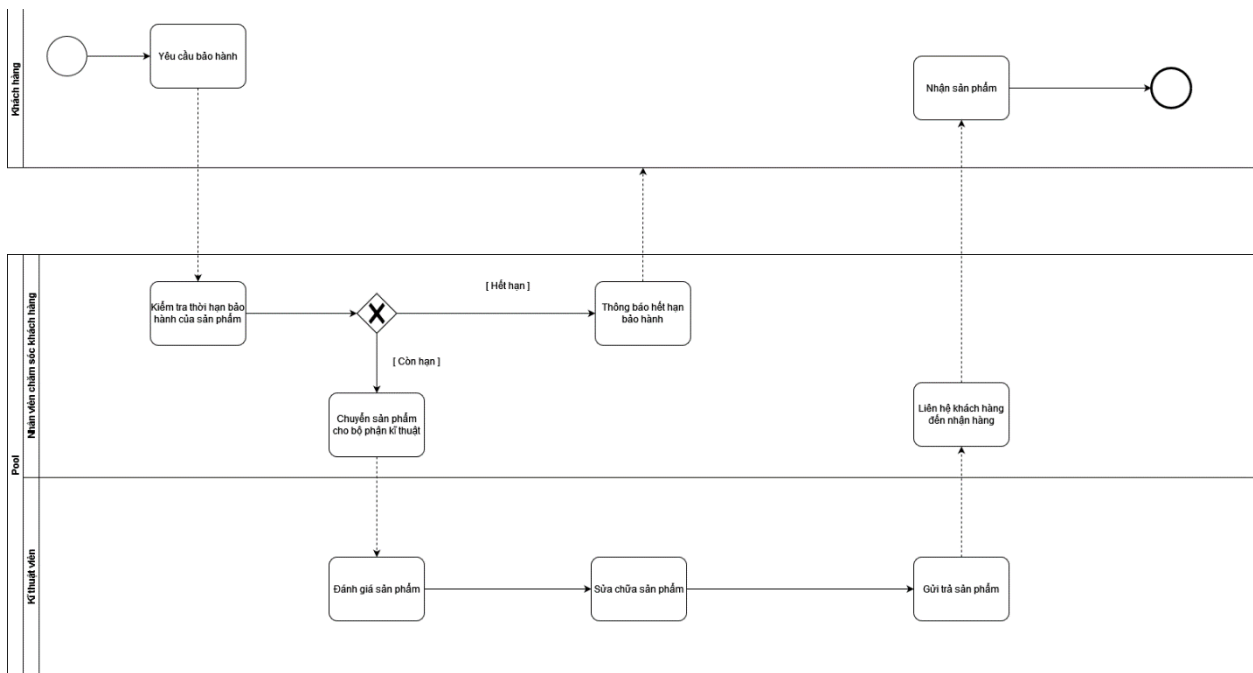 Khách hàng
Yêu cầu bảo hành
Nhận sản phẩm
Pool
Nhân viên chăm sóc khách hàng
Kiểm tra thời hạn bảo
hành của sản phẩm
[ Hết hạn ]
Thông báo hết hạn
bảo hành
[ Còn hạn ]
Chuyển sản phẩm
cho bộ phận kĩ thuật
Liên hệ khách hàng
đến nhận hàng
Kĩ thuật viên
Đánh giá sản phẩm
Sửa chữa sản phẩm
Gửi trả sản phẩm